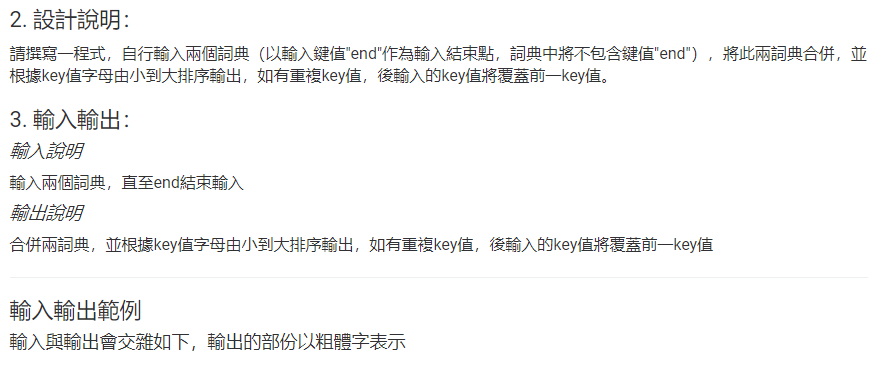 2. 設計說明：
請撰寫一程式，自行輸入兩個詞典（以輸入鍵值"end"作為輸入結束點，詞典中將不包含鍵值"end"），將此兩詞典合併，並
根據key值字母由小到大排序輸出，如有重複key值，後輸入的key值將覆蓋前一key值。
3. 輸入輸出：
輸入說明
輸入兩個詞典，直至end結束輸入
輸出說明
合併兩詞典，並根據key值字母由小到大排序輸出，如有重複key值，後輸入的key值將覆蓋前一key值
輸入輸出範例
輸入與輸出會交雜如下，輸出的部份以粗體字表示